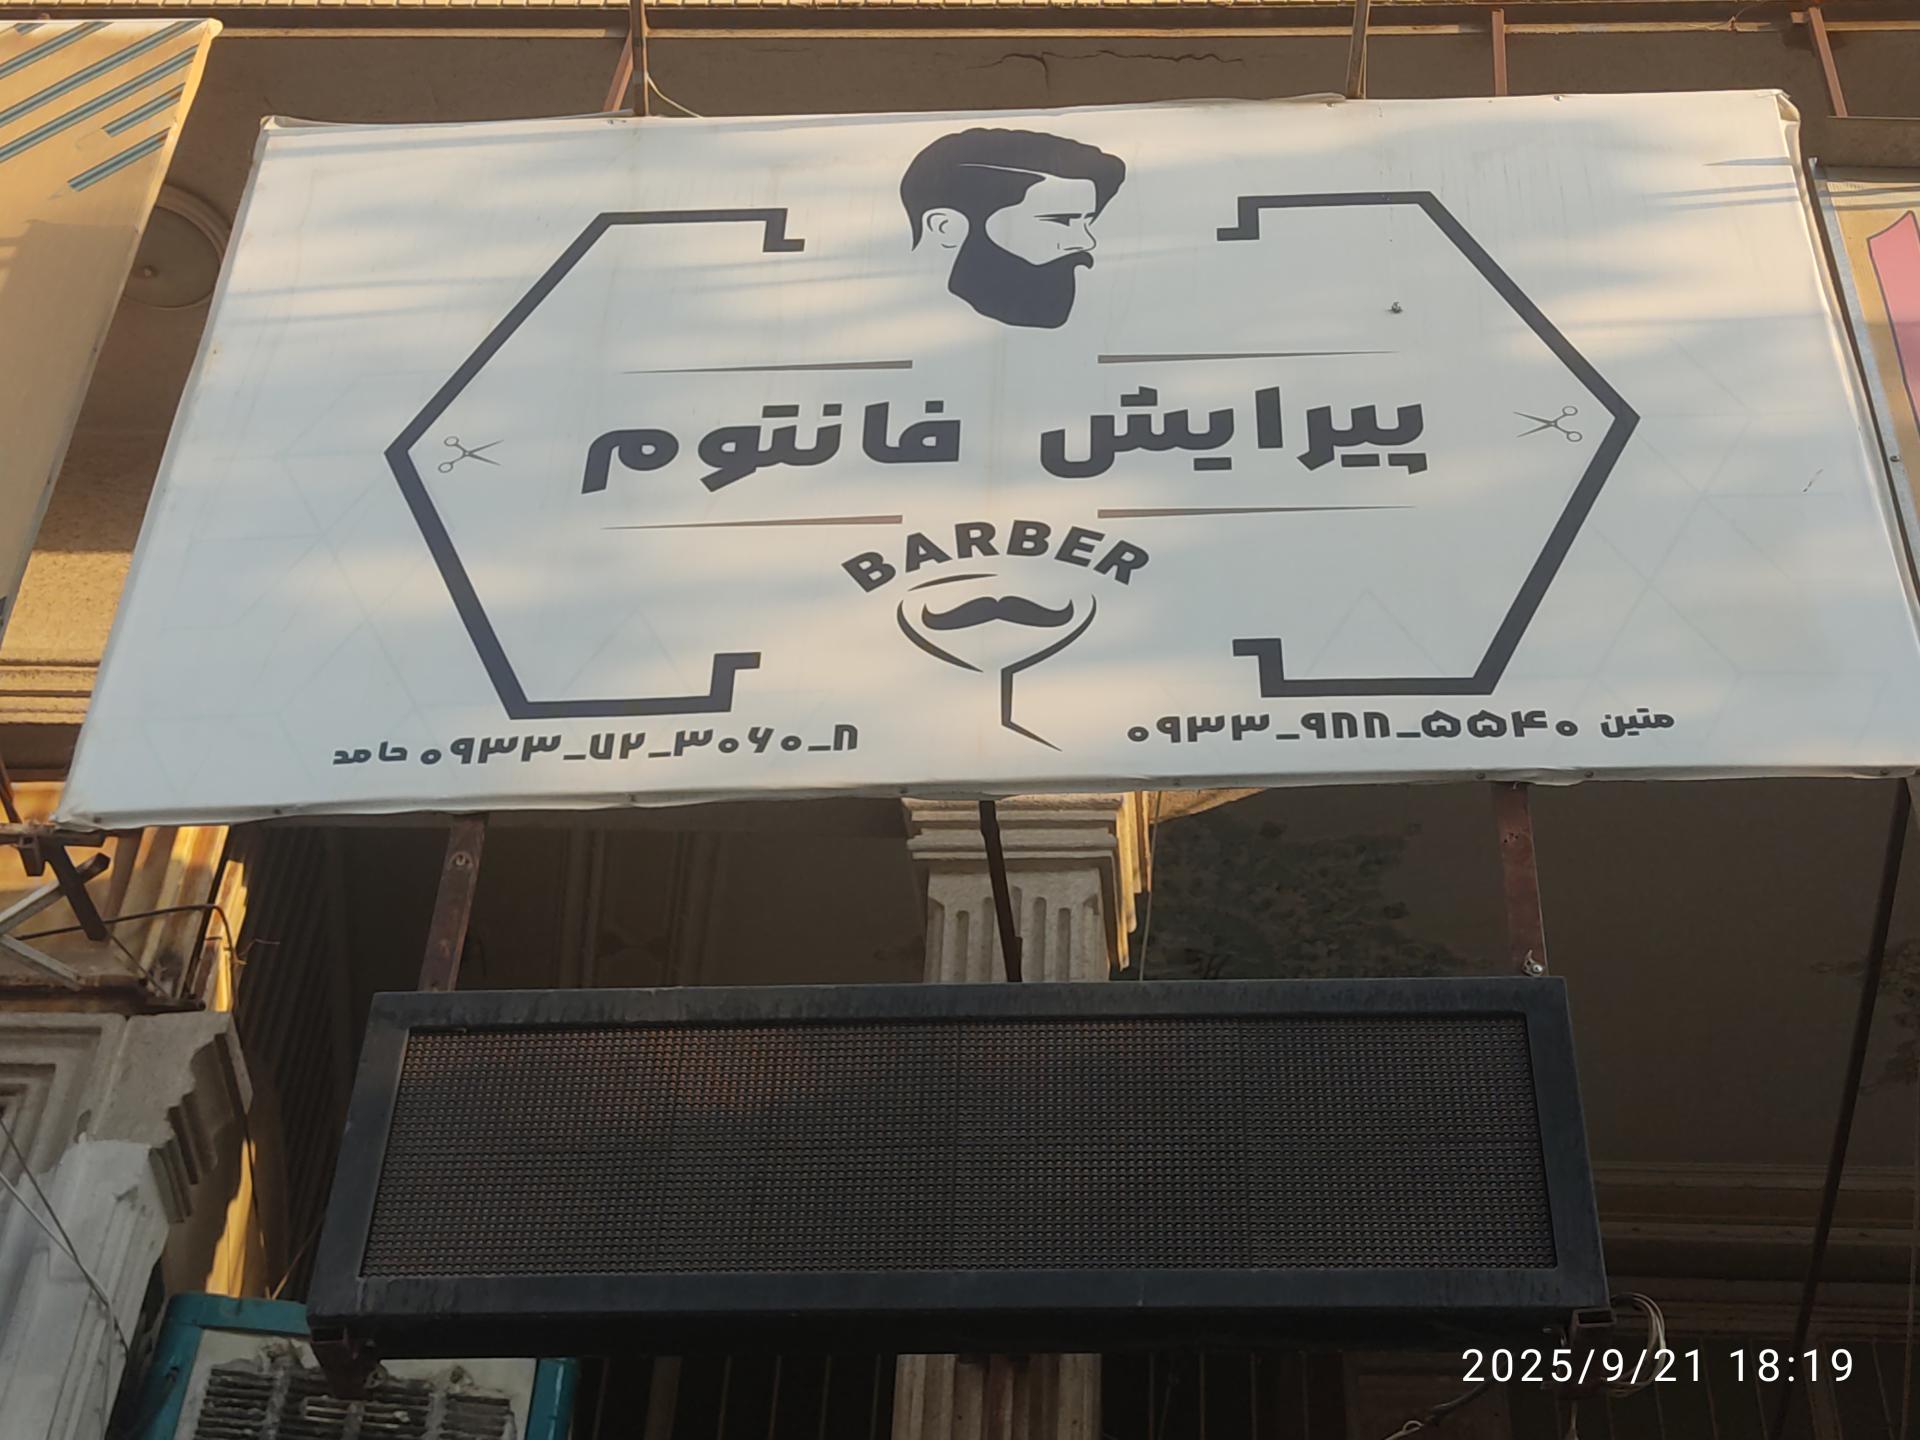 پیرایش فانتوم
BARBER
متین ۰۹۳۳_۹۸۸_۵۵۴۰
حامد ۰۹۳۳_۷۲_۳۰۶۰_۸
2025/9/21 18:19